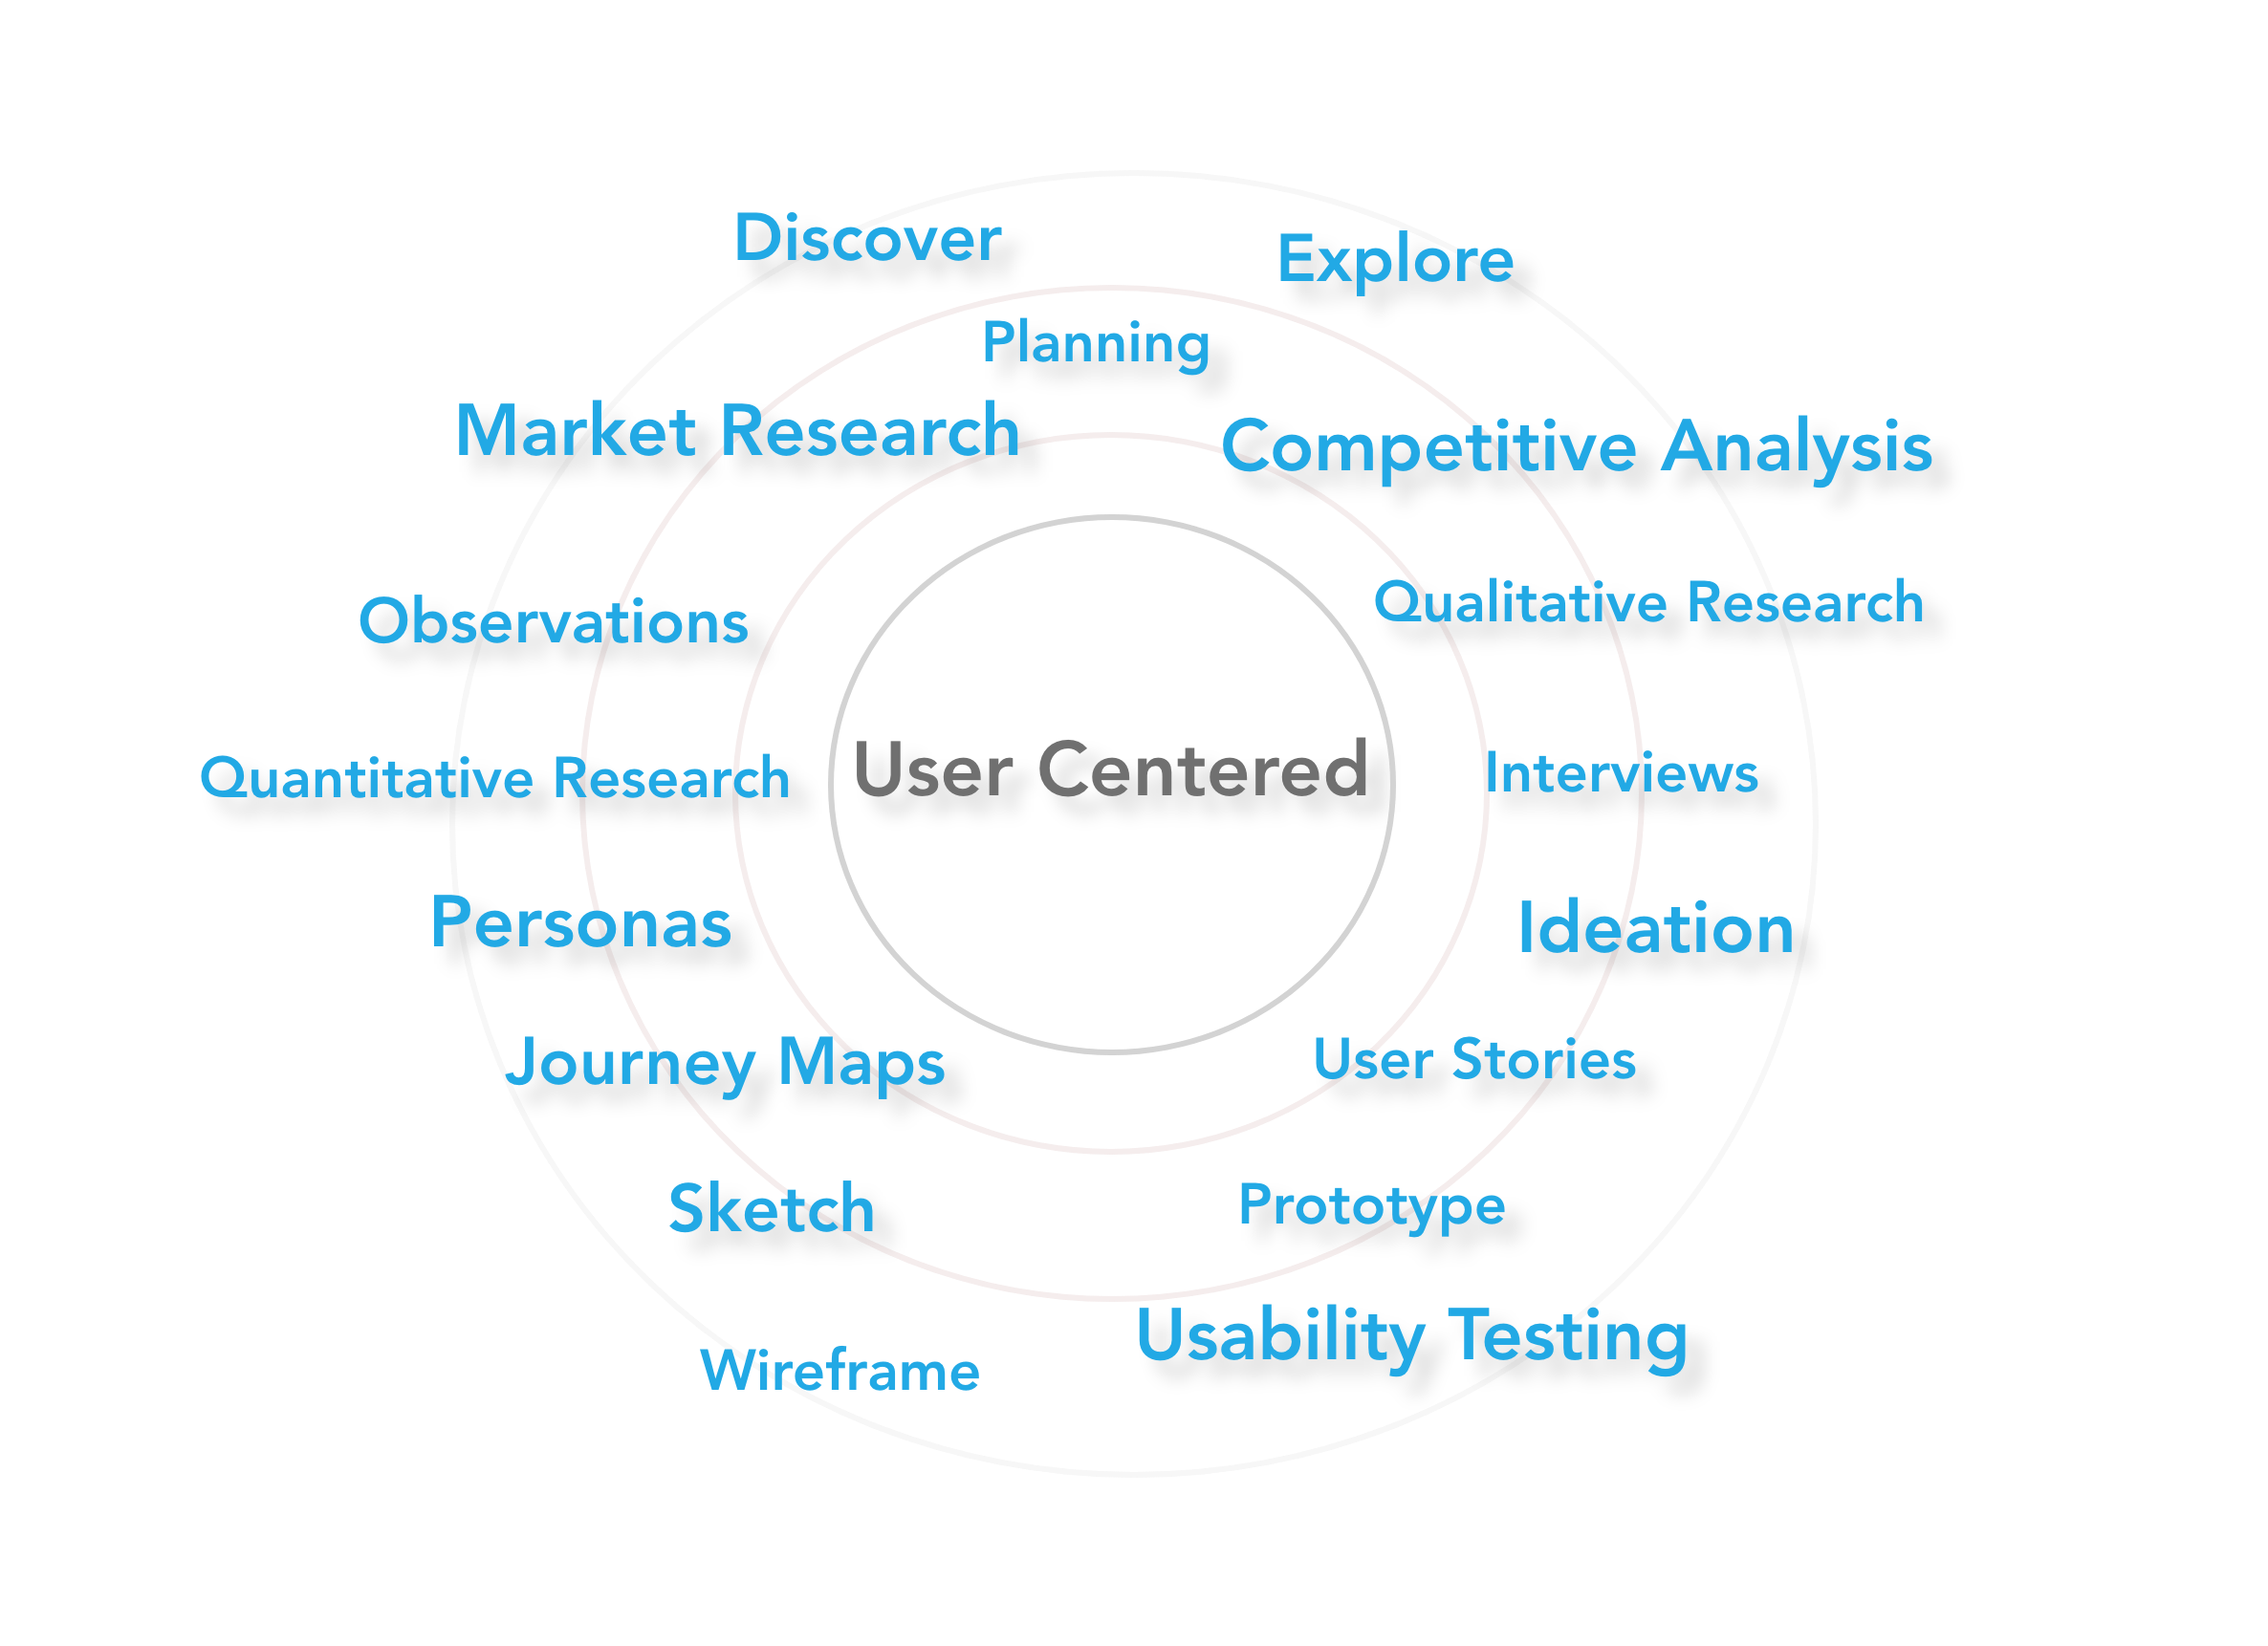 Discover
Explore
Planning
Market Research
Competitive Analysis
Observations
Qualitative Research
Quantitative Research
User Centered
Interviews
Personas
Ideation
Journey Maps
User Stories
Sketch
Prototype
Wireframe
Usability Testing